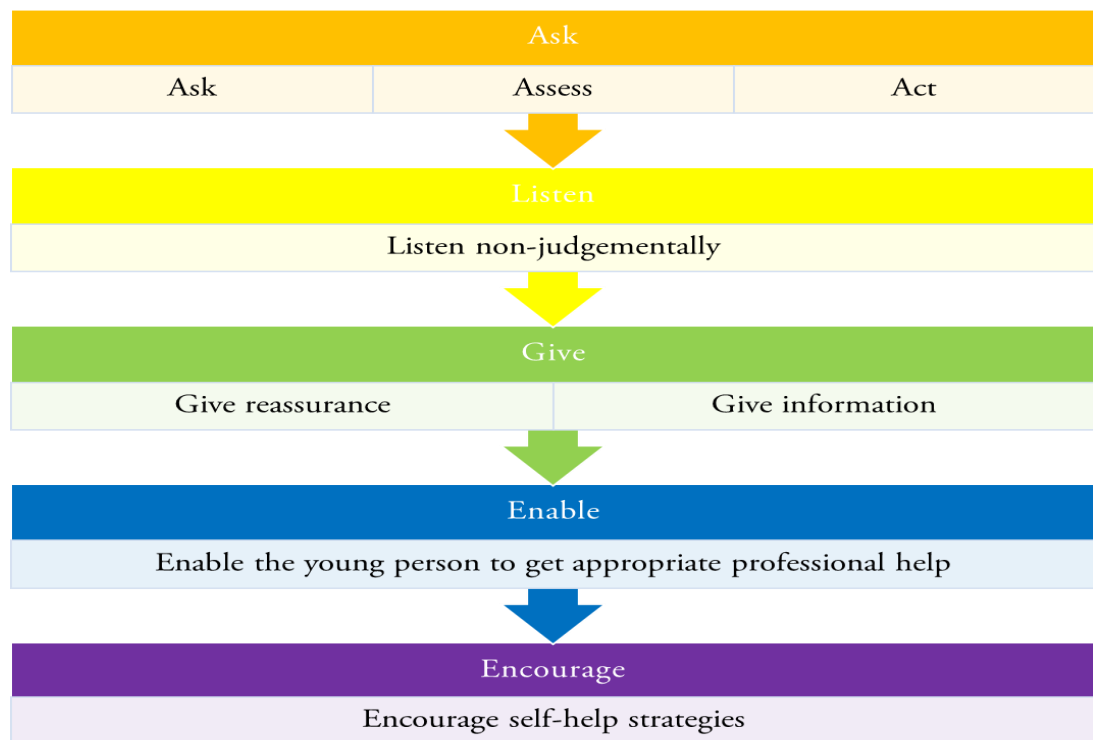 Ask
Ask Assess Act
Listen
Listen non-judgementally
Give
Give reassurance Give information
Enable
Enable the young person to get appropriate professional help
Encourage
Encourage self-help strategies